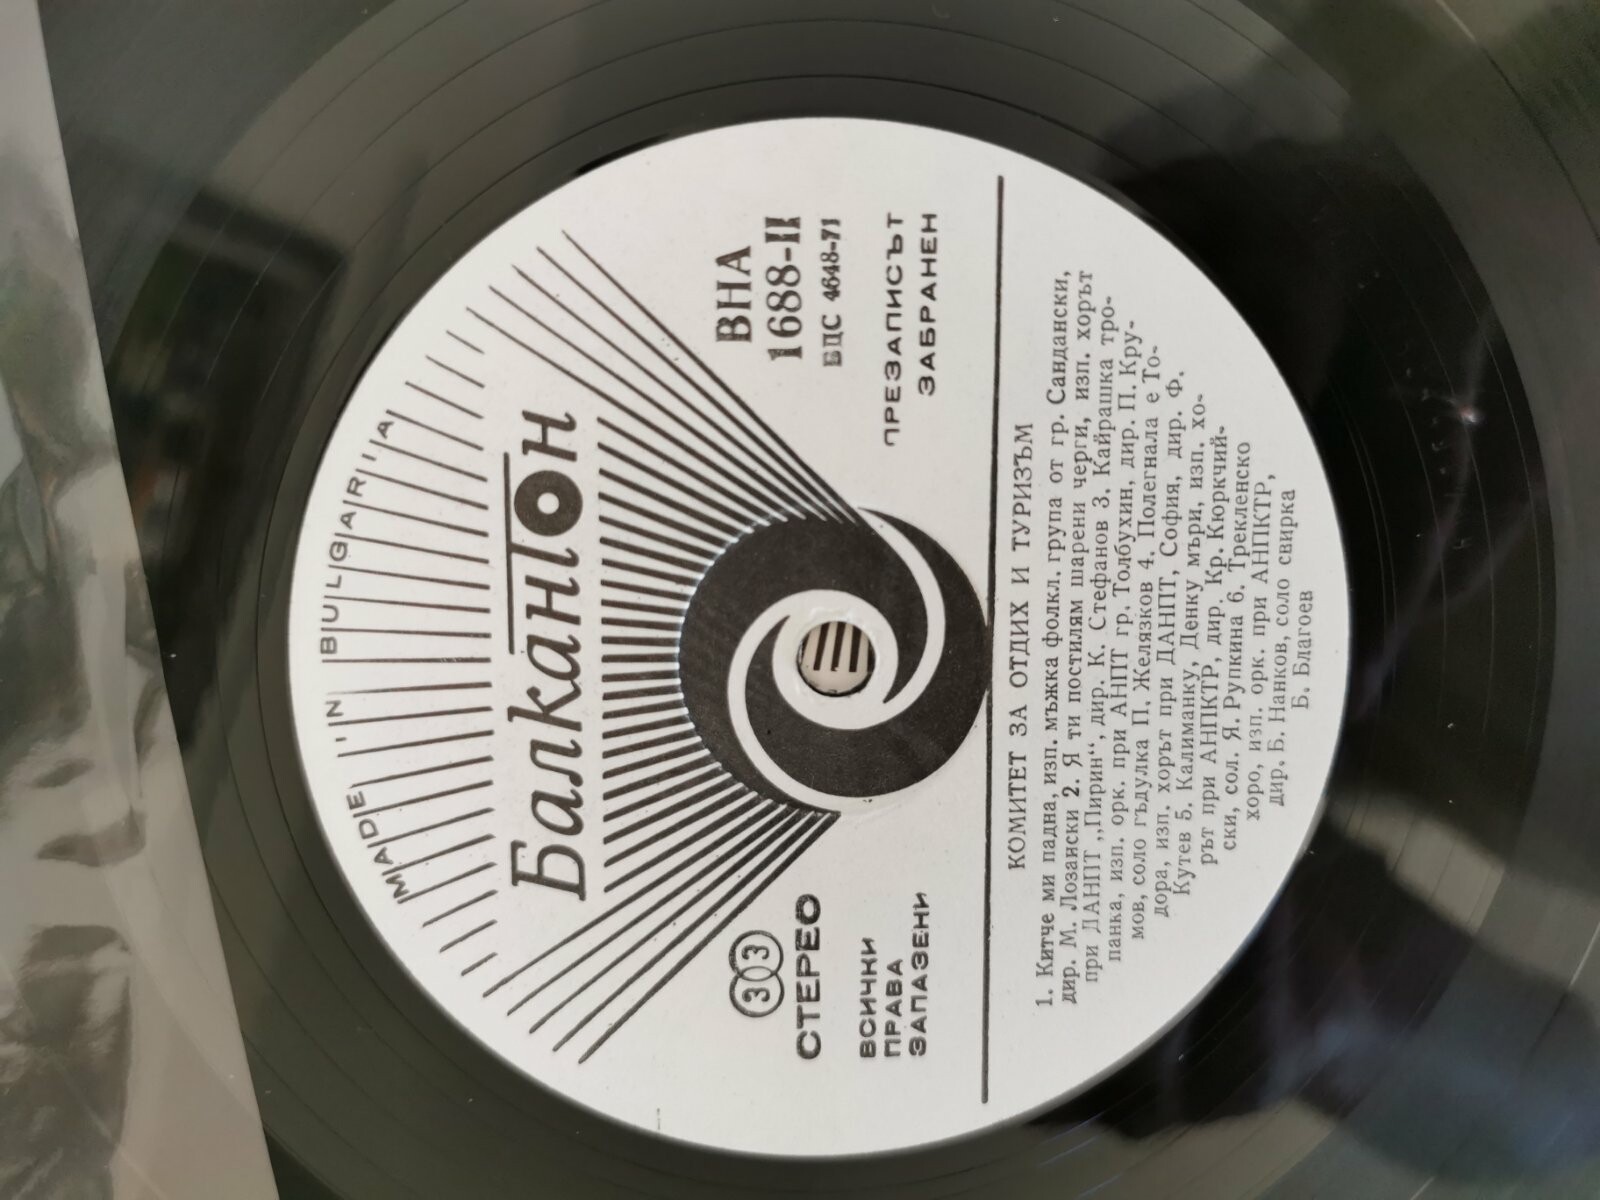 MADE IN BULGARIA
Балкантон
33
СТЕРЕО
ВСИЧКИ
ПРАВА
ЗАПАЗЕНИ
ВНА
1688-II
БДС 4648-71
ПРЕЗАПИСЪТ
ЗАБРАНЕН
КОМИТЕТ ЗА ОТДИХ И ТУРИЗЪМ
1. Китче ми падна, изп. мъжка фолкл. група от гр. Сандански,
дир. М. Лозански 2. Я ти постилям шарени черги, изп. хорът
при ДАНПТ „Пирин“, дир. К. Стефанов 3. Кайрашка тро-
панка, изп. орк. при АНПТ гр. Толбухин, дир. П. Кру-
мов, соло гъдулка П. Желязков 4. Полегнала е То-
дора, изп. хорът при ДАНПТ, София, дир. Ф.
Кутев 5. Калиманку, Денку мъри, изп. хо-
рът при АНПКТР, дир. Кр. Кюркчий-
ски, сол. Я. Рупкина 6. Трекленско
хоро, изп. орк. при АНПКТР,
дир. Б. Нанков, соло свирка
Б. Благоев